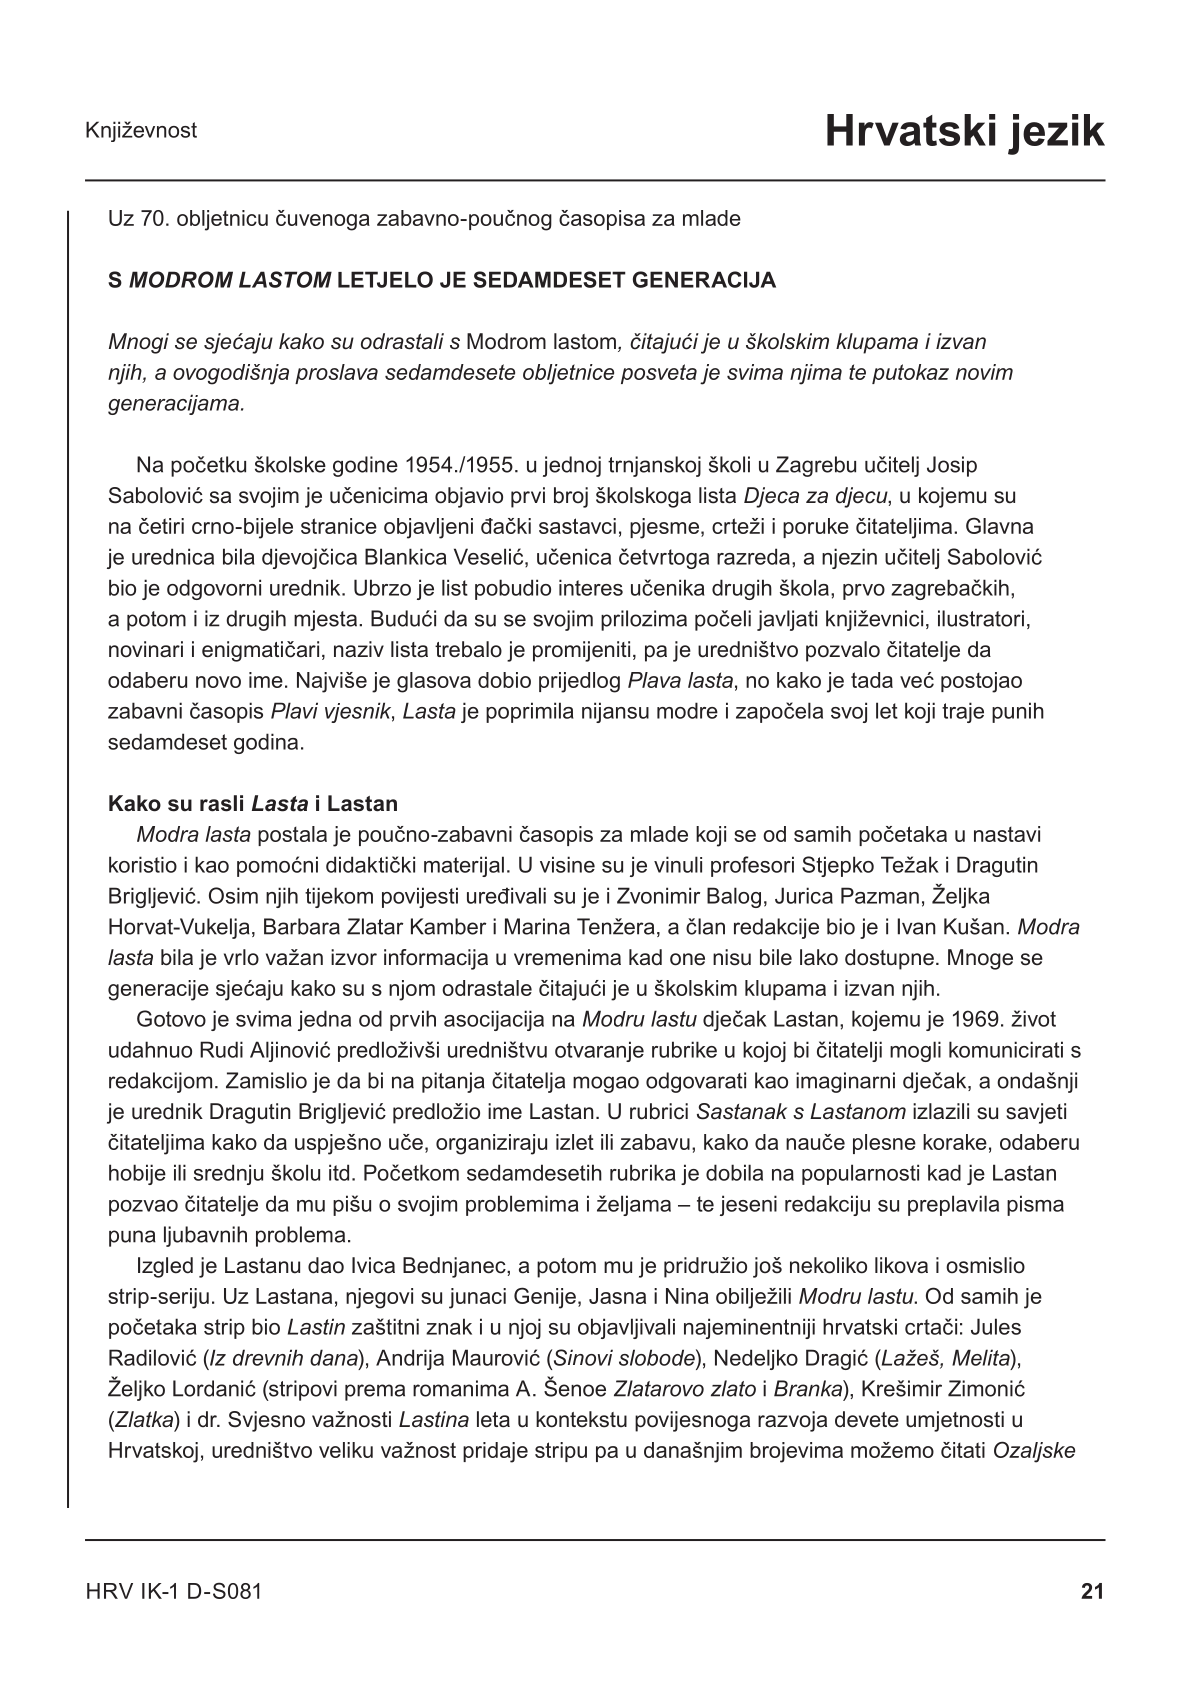 Književnost
Hrvatski jezik
Uz 70. obljetnicu čuvenoga zabavno-poučnog časopisa za mlade
S MODROM LASTOM LETJELO JE SEDAMDESET GENERACIJA
Mnogi se sjećaju kako su odrastali s Modrom lastom, čitajući je u školskim klupama i izvan
njih, a ovogodišnja proslava sedamdesete obljetnice posveta je svima njima te putokaz novim
generacijama.
Na početku školske godine 1954./1955. u jednoj trnjanskoj školi u Zagrebu učitelj Josip
Sabolović sa svojim je učenicima objavio prvi broj školskoga lista Djeca za djecu, u kojemu su
na četiri crno-bijele stranice objavljeni đački sastavci, pjesme, crteži i poruke čitateljima. Glavna
je urednica bila djevojčica Blankica Veselić, učenica četvrtoga razreda, a njezin učitelj Sabolović
bio je odgovorni urednik. Ubrzo je list pobudio interes učenika drugih škola, prvo zagrebačkih,
a potom i iz drugih mjesta. Budući da su se svojim prilozima počeli javljati književnici, ilustratori,
novinari i enigmatičari, naziv lista trebalo je promijeniti, pa je uredništvo pozvalo čitatelje da
odaberu novo ime. Najviše je glasova dobio prijedlog Plava lasta, no kako je tada već postojao
zabavni časopis Plavi vjesnik, Lasta je poprimila nijansu modre i započela svoj let koji traje punih
sedamdeset godina.
Kako su rasli Lasta i Lastan
Modra lasta postala je poučno-zabavni časopis za mlade koji se od samih početaka u nastavi
koristio i kao pomoćni didaktički materijal. U visine su je vinuli profesori Stjepko Težak i Dragutin
Brigljević. Osim njih tijekom povijesti uređivali su je i Zvonimir Balog, Jurica Pazman, Željka
Horvat-Vukelja, Barbara Zlatar Kamber i Marina Tenžera, a član redakcije bio je i Ivan Kušan. Modra
lasta bila je vrlo važan izvor informacija u vremenima kad one nisu bile lako dostupne. Mnoge se
generacije sjećaju kako su s njom odrastale čitajući je u školskim klupama i izvan njih.
Gotovo je svima jedna od prvih asocijacija na Modru lastu dječak Lastan, kojemu je 1969. život
udahnuo Rudi Aljinović predloživši uredništvu otvaranje rubrike u kojoj bi čitatelji mogli komunicirati s
redakcijom. Zamislio je da bi na pitanja čitatelja mogao odgovarati kao imaginarni dječak, a ondašnji
je urednik Dragutin Brigljević predložio ime Lastan. U rubrici Sastanak s Lastanom izlazili su savjeti
čitateljima kako da uspješno uče, organiziraju izlet ili zabavu, kako da nauče plesne korake, odaberu
hobije ili srednju školu itd. Početkom sedamdesetih rubrika je dobila na popularnosti kad je Lastan
pozvao čitatelje da mu pišu o svojim problemima i željama – te jeseni redakciju su preplavila pisma
puna ljubavnih problema.
Izgled je Lastanu dao Ivica Bednjanec, a potom mu je pridružio još nekoliko likova i osmislio
strip-seriju. Uz Lastana, njegovi su junaci Genije, Jasna i Nina obilježili Modru lastu. Od samih je
početaka strip bio Lastin zaštitni znak i u njoj su objavljivali najeminentniji hrvatski crtači: Jules
Radilović (Iz drevnih dana), Andrija Maurović (Sinovi slobode), Nedeljko Dragić (Lažeš, Melita),
Željko Lordanić (stripovi prema romanima A. Šenoe Zlatarovo zlato i Branka), Krešimir Zimonić
(Zlatka) i dr. Svjesno važnosti Lastina leta u kontekstu povijesnoga razvoja devete umjetnosti u
Hrvatskoj, uredništvo veliku važnost pridaje stripu pa u današnjim brojevima možemo čitati Ozaljske
HRV IK-1 D-S081
21